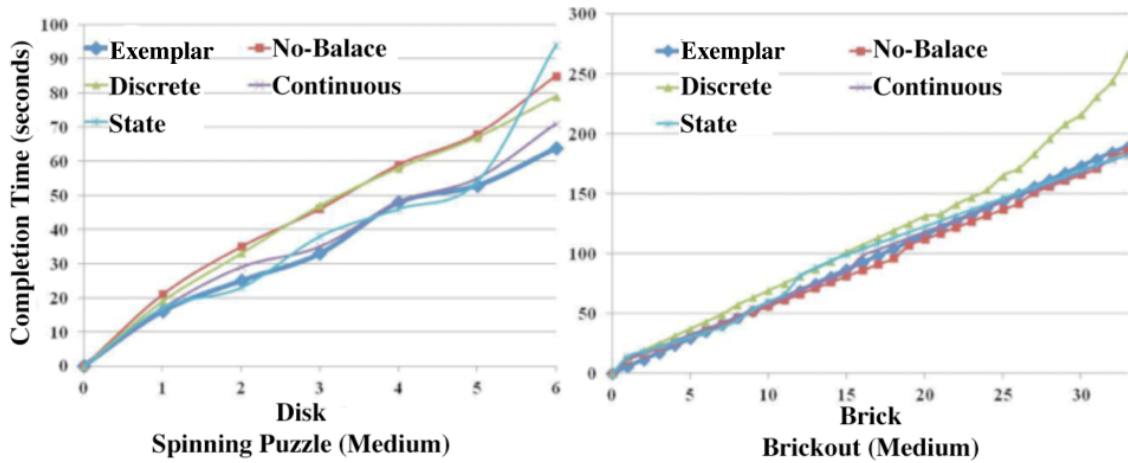 100
90
80
70
60
50
40
30
20
10
0
Completion Time (seconds)
Exemplar No-Balace
Discrete Continuous
State
0 1 2 3 4 5 6
Disk
Spinning Puzzle (Medium)
300
250
200
150
100
50
0
Exemplar No-Balace
Discrete Continuous
State
0 5 10 15 20 25 30
Brick
Brickout (Medium)